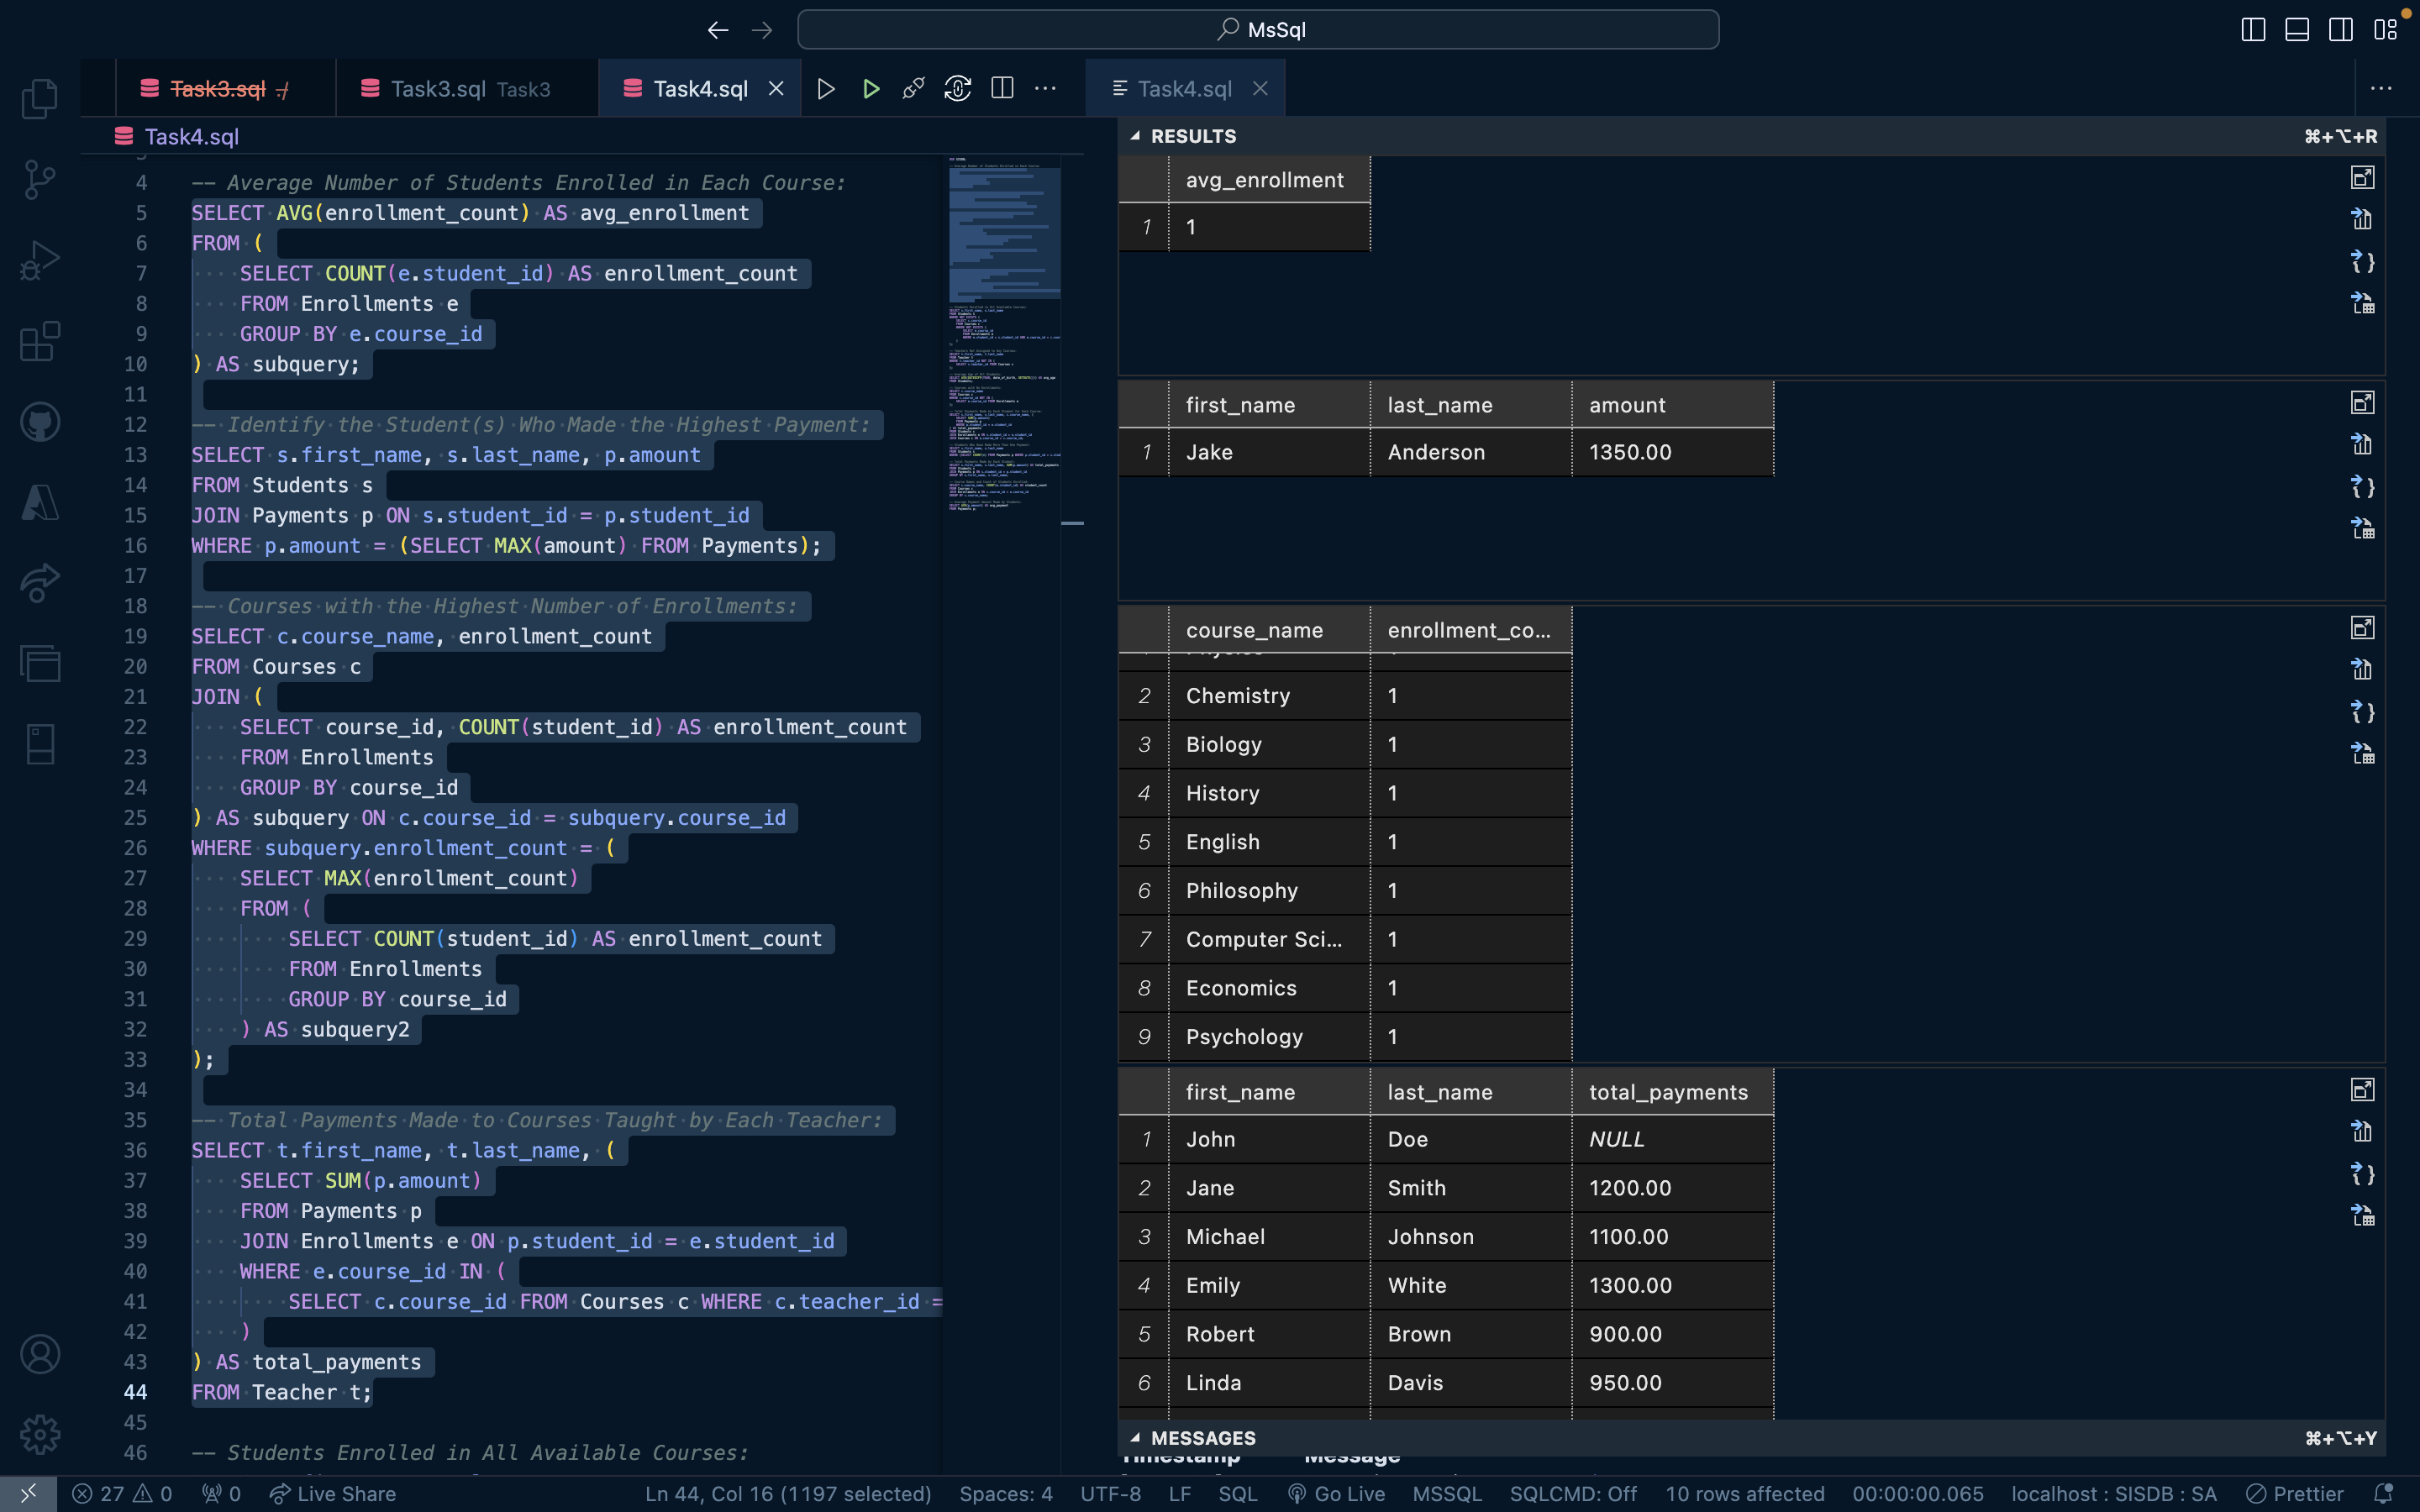 MsSql
Task3.sql ./
Task3.sql Task3
Task4.sql
Task4.sql
Task4.sql
4 -- Average Number of Students Enrolled in Each Course:
5 SELECT AVG(enrollment_count) AS avg_enrollment
6 FROM (
7 SELECT COUNT(e.student_id) AS enrollment_count
8 FROM Enrollments e
9 GROUP BY e.course_id
10 ) AS subquery;
11
12 -- Identify the Student(s) Who Made the Highest Payment:
13 SELECT s.first_name, s.last_name, p.amount
14 FROM Students s
15 JOIN Payments p ON s.student_id = p.student_id
16 WHERE p.amount = (SELECT MAX(amount) FROM Payments);
17
18 -- Courses with the Highest Number of Enrollments:
19 SELECT c.course_name, enrollment_count
20 FROM Courses c
21 JOIN (
22 SELECT course_id, COUNT(student_id) AS enrollment_count
23 FROM Enrollments
24 GROUP BY course_id
25 ) AS subquery ON c.course_id = subquery.course_id
26 WHERE subquery.enrollment_count = (
27 SELECT MAX(enrollment_count)
28 FROM (
29 SELECT COUNT(student_id) AS enrollment_count
30 FROM Enrollments
31 GROUP BY course_id
32 ) AS subquery2
33 );
34
35 -- Total Payments Made to Courses Taught by Each Teacher:
36 SELECT t.first_name, t.last_name, (
37 SELECT SUM(p.amount)
38 FROM Payments p
39 JOIN Enrollments e ON p.student_id = e.student_id
40 WHERE e.course_id IN (
41 SELECT c.course_id FROM Courses c WHERE c.teacher_id =
42 )
43 ) AS total_payments
44 FROM Teacher t;
45
46 -- Students Enrolled in All Available Courses:
RESULTS ⌘+⌥+R
avg_enrollment
1 1
first_name last_name amount
1 Jake Anderson 1350.00
course_name enrollment_co...
2 Chemistry 1
3 Biology 1
4 History 1
5 English 1
6 Philosophy 1
7 Computer Sci... 1
8 Economics 1
9 Psychology 1
first_name last_name total_payments
1 John Doe NULL
2 Jane Smith 1200.00
3 Michael Johnson 1100.00
4 Emily White 1300.00
5 Robert Brown 900.00
6 Linda Davis 950.00
MESSAGES ⌘+⌥+Y
Timestamp Message
27 0 0 Live Share Ln 44, Col 16 (1197 selected) Spaces: 4 UTF-8 LF SQL Go Live MSSQL SQLCMD: Off 10 rows affected 00:00:00.065 localhost : SISDB : SA Prettier